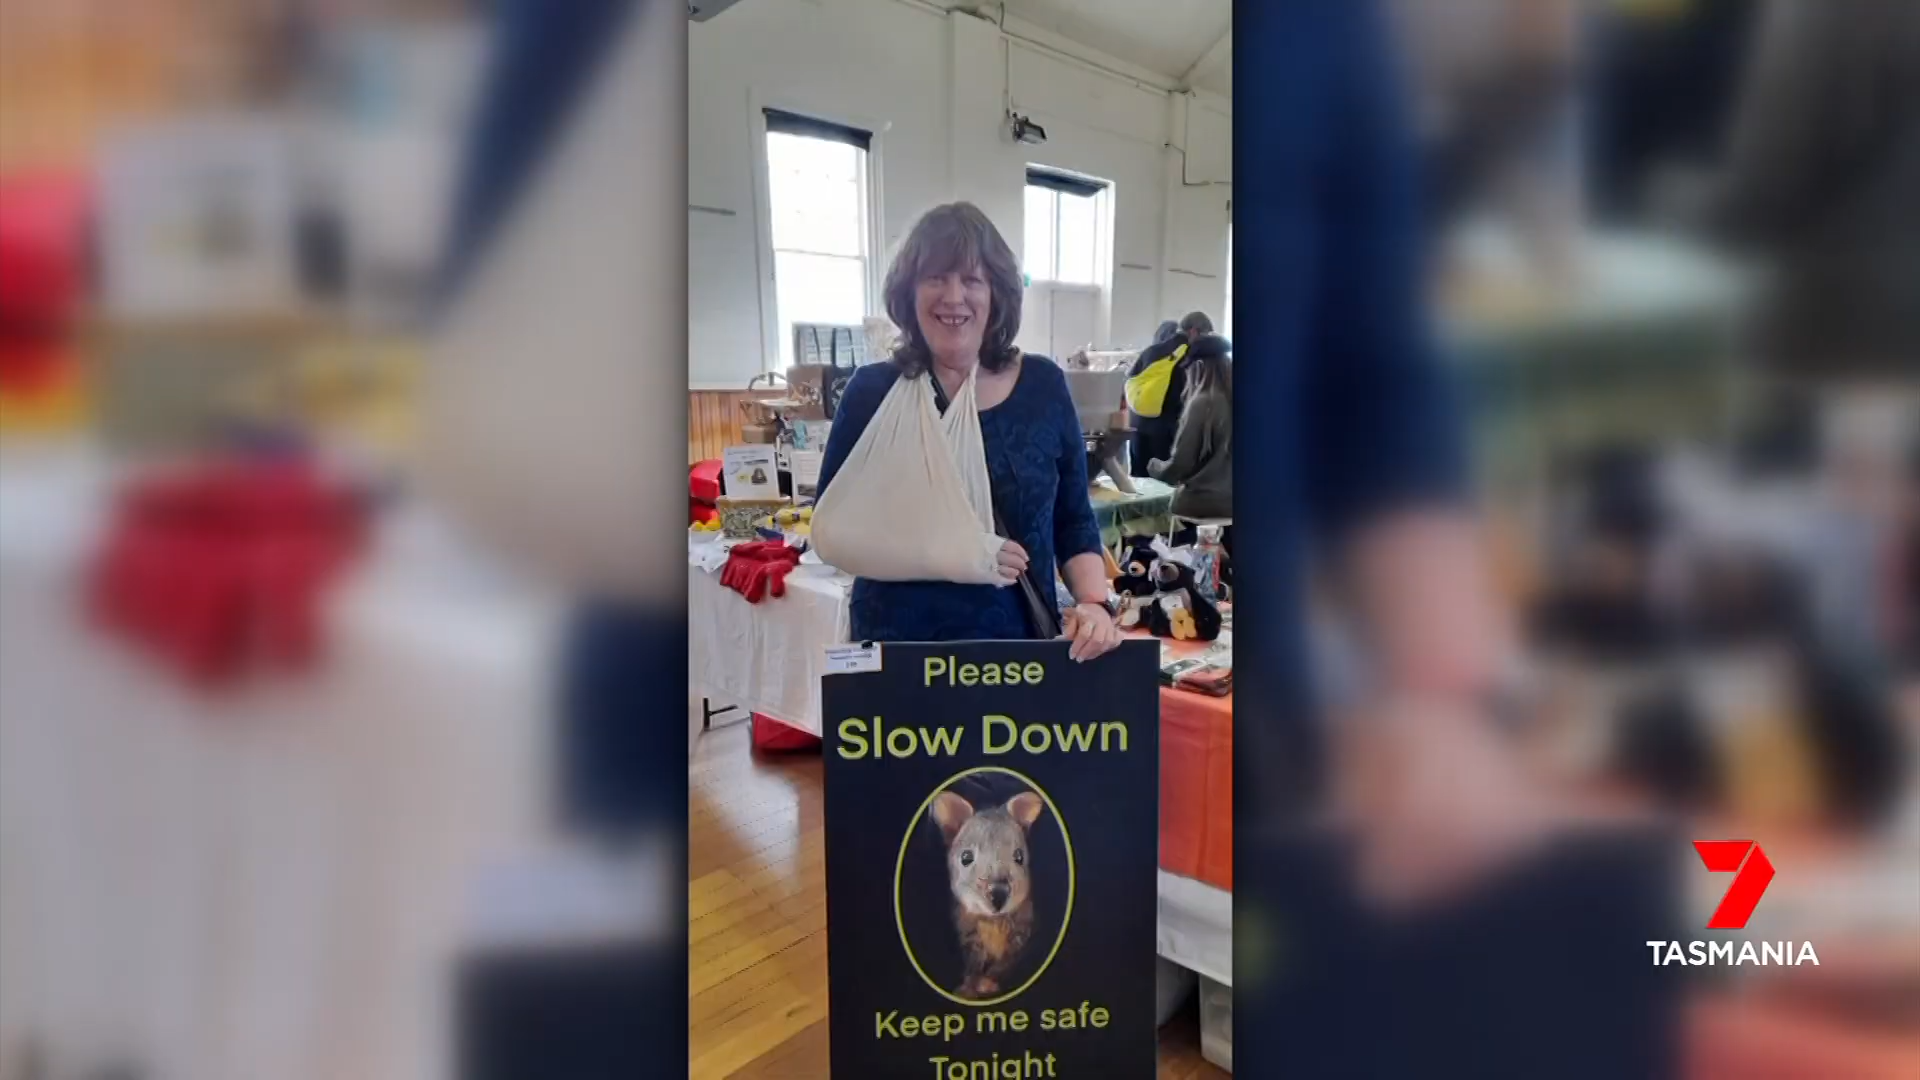 Please
Slow Down
Keep me safe
Tonight
7
TASMANIA